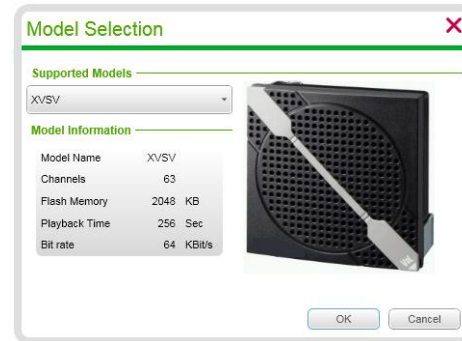 Model Selection
Supported Models
XVSV
Model Information
Model Name XVSV
Channels 63
Flash Memory 2048 KB
Playback Time 256 Sec
Bit rate 64 KBit/s
OK Cancel